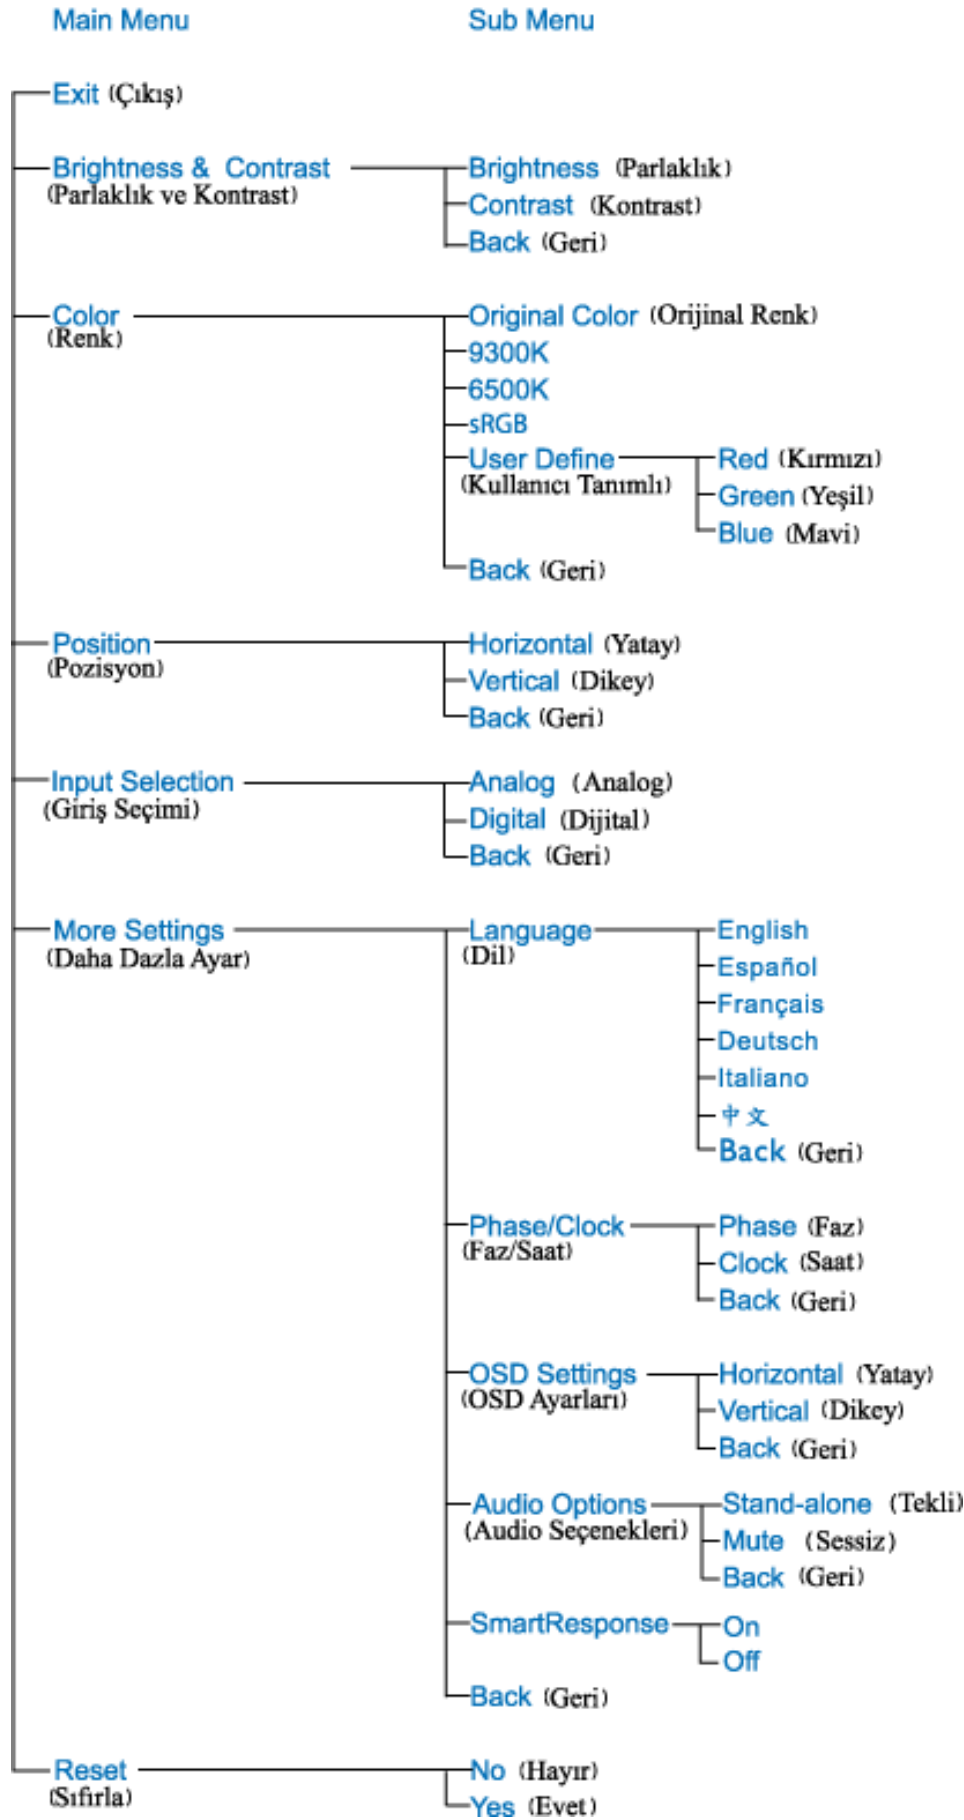 Main Menu Sub Menu
Exit (Çıkış)
Brightness & Contrast Brightness (Parlaklık)
(Parlaklık ve Kontrast)
Contrast (Kontrast)
Back (Geri)
Color Original Color (Orijinal Renk)
(Renk)
9300K
6500K
sRGB
User Define Red (Kırmızı)
(Kullanıcı Tanımlı)
Green (Yeşil)
Blue (Mavi)
Back (Geri)
Position Horizontal (Yatay)
(Pozisyon)
Vertical (Dikey)
Back (Geri)
Input Selection Analog (Analog)
(Giriş Seçimi)
Digital (Dijital)
Back (Geri)
More Settings Language English
(Daha Dazla Ayar) (Dil)
Español
Français
Deutsch
Italiano
中文
Back (Geri)
Phase/Clock Phase (Faz)
(Faz/Saat)
Clock (Saat)
Back (Geri)
OSD Settings Horizontal (Yatay)
(OSD Ayarları)
Vertical (Dikey)
Back (Geri)
Audio Options Stand-alone (Tekli)
(Audio Seçenekleri)
Mute (Sessiz)
Back (Geri)
SmartResponse On
Off
Back (Geri)
Reset No (Hayır)
(Sıfırla)
Yes (Evet)